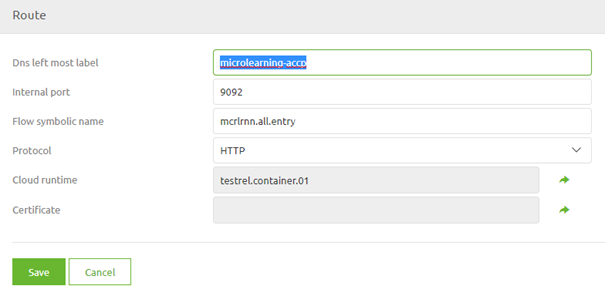 Route
Dns left most label microlearning-accp
Internal port 9092
Flow symbolic name mcrlrnn.all.entry
Protocol HTTP
Cloud runtime testrel.container.01
Certificate
Save Cancel